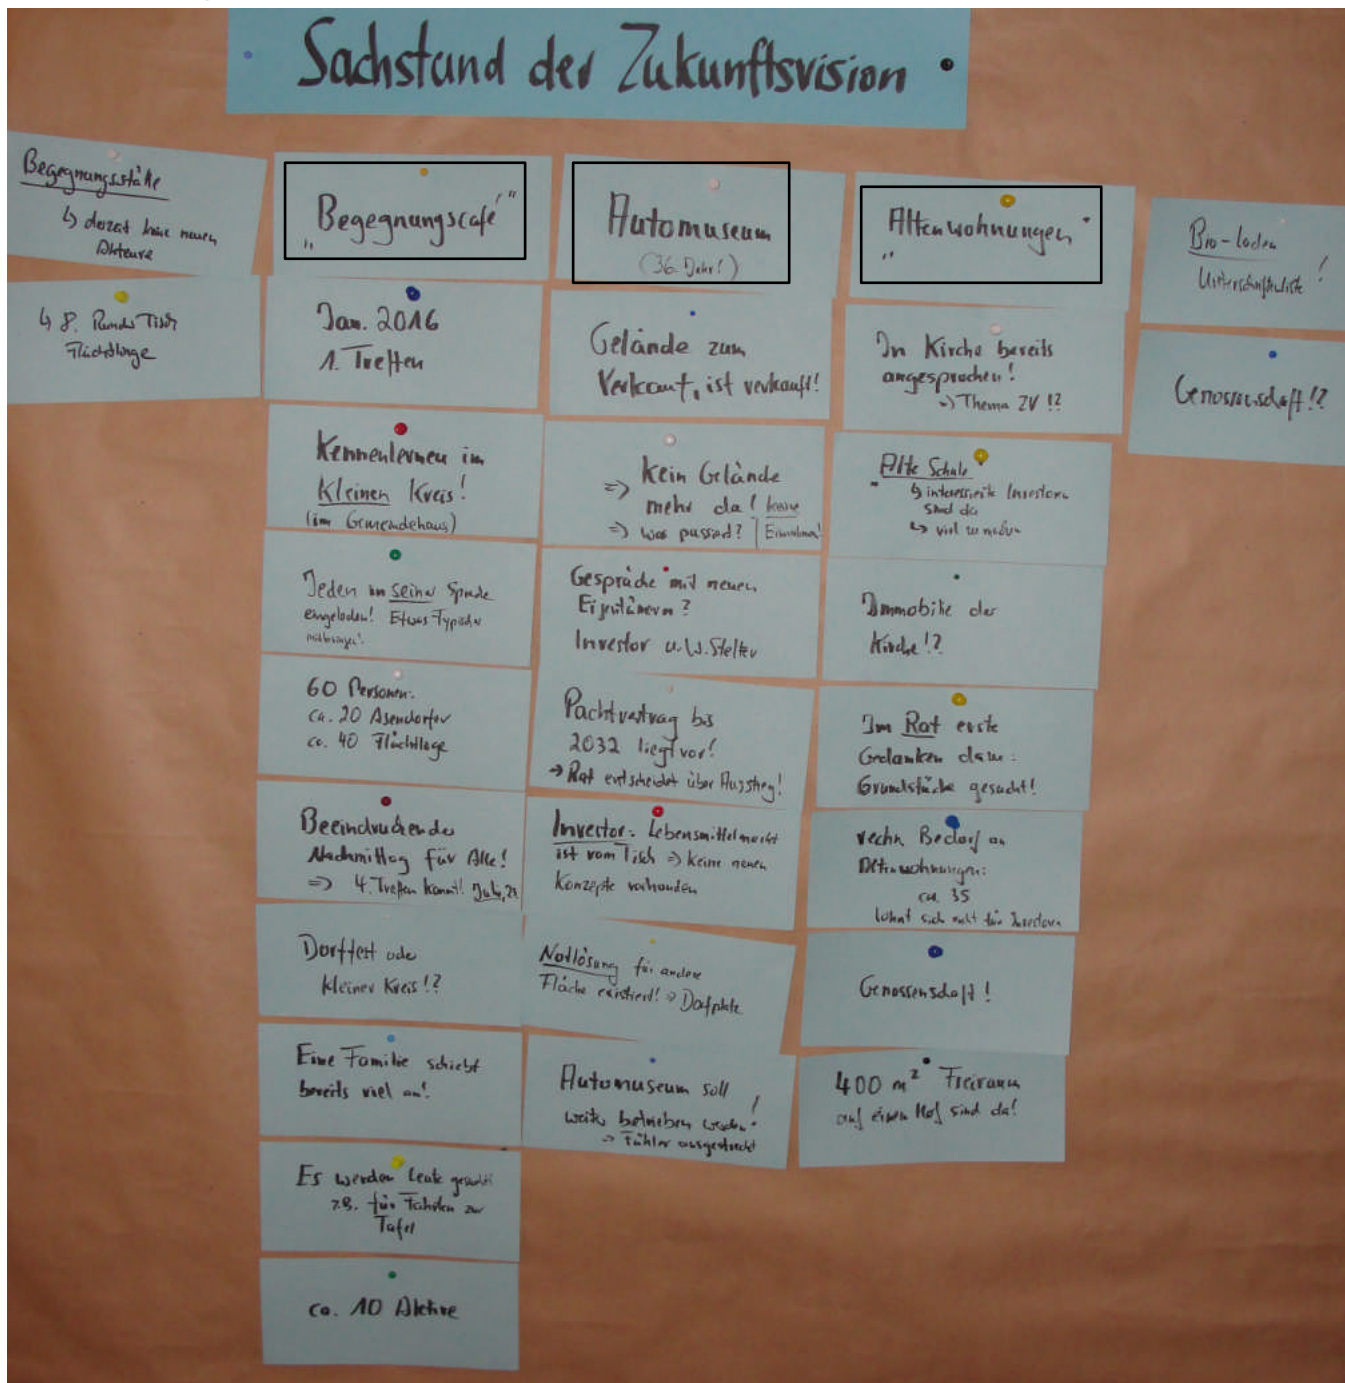 Sachstand der Zukunftsvision
Begegnungsstätte
↳ derzeit keine neuen
Akteure
↳ 8. Runder Tisch
Flüchtlinge
„Begegnungscafé“
Jan. 2016
1. Treffen
Kennenlernen im
kleinen Kreis!
(im Gemeindehaus)
Jeden in seiner Sprache
eingeladen! Etwas Typisches
mitbringen!
60 Personen:
ca. 20 Asendorfer
ca. 40 Flüchtlinge
Beeindruckender
Nachmittag für Alle!
=> 4. Treffen kommt!
Dorffest oder
kleiner Kreis!?
Eine Familie schiebt
bereits viel an!
Es werden Leute gesucht!
z.B. für Fahrten zur
Tafel
ca. 10 Aktive
Automuseum
(36 Jahr!)
Gelände zum
Verkauf, ist verkauft!
=> Kein Gelände
mehr da! keine
=> was passiert? Einnahmen!
Gespräche mit neuen
Eigentümern?
Investor u. W. Stelter
Pachtvertrag bis
2032 liegt vor!
→ Rat entscheidet über Ausstieg!
Investor: Lebensmittelmarkt
ist vom Tisch => keine neuen
Konzepte vorhanden
Notlösung für andere
Fläche existiert! → Dorfplatz
Automuseum soll
weiter betrieben werden!
→ Fühler ausgestreckt
„Altenwohnungen“
In Kirche bereits
angesprochen!
→ Thema ZV!?
Alte Schule
↳ interessierte Investoren
sind da
↳ viel zu
Immobilie der
Kirche!?
Im Rat erste
Gedanken dazu:
Grundstücke gesucht!
rechn. Bedarf an
Altenwohnungen:
ca. 35
lohnt sich nicht für Investoren
Genossenschaft!
400 m² Freiraum
auf einem Hof sind da!
Bio-laden
Unterschriftenliste!
Genossenschaft!?